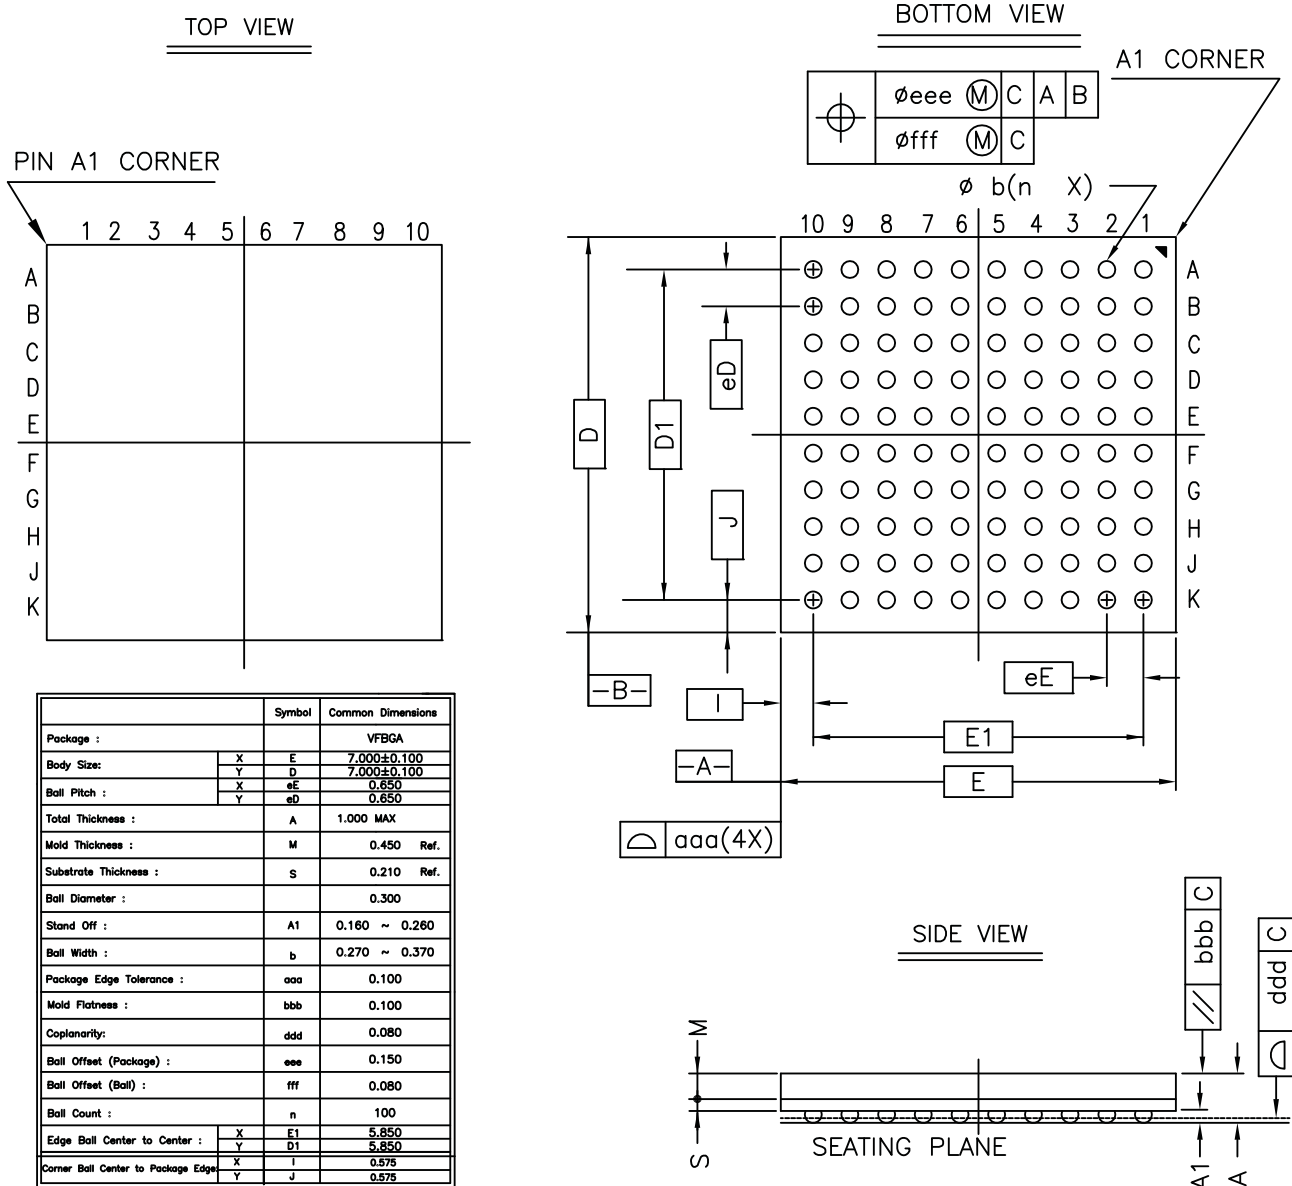 TOP VIEW
PIN A1 CORNER
1 2 3 4 5 6 7 8 9 10
A
B
C
D
E
F
G
H
J
K
BOTTOM VIEW
A1 CORNER
øeee Ⓜ C A B
øfff Ⓜ C
ø b(n X)
10 9 8 7 6 5 4 3 2 1
A
B
C
D
E
F
G
H
J
K
D
D1
eD
J
-B-
I
eE
E1
-A-
E
aaa(4X)
Symbol Common Dimensions
Package : VFBGA
Body Size: X E 7.000±0.100
Y D 7.000±0.100
Ball Pitch : X eE 0.650
Y eD 0.650
Total Thickness : A 1.000 MAX
Mold Thickness : M 0.450 Ref.
Substrate Thickness : S 0.210 Ref.
Ball Diameter : 0.300
Stand Off : A1 0.160 ~ 0.260
Ball Width : b 0.270 ~ 0.370
Package Edge Tolerance : aaa 0.100
Mold Flatness : bbb 0.100
Coplanarity: ddd 0.080
Ball Offset (Package) : eee 0.150
Ball Offset (Ball) : fff 0.080
Ball Count : n 100
Edge Ball Center to Center : X E1 5.850
Y D1 5.850
Corner Ball Center to Package Edge: X I 0.575
Y J 0.575
SIDE VIEW
M
S
SEATING PLANE
// bbb C
ddd C
A1
A